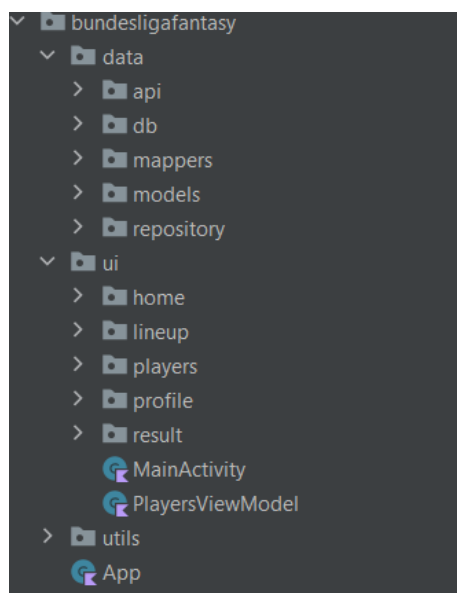 bundesligafantasy
data
api
db
mappers
models
repository
ui
home
lineup
players
profile
result
MainActivity
PlayersViewModel
utils
App